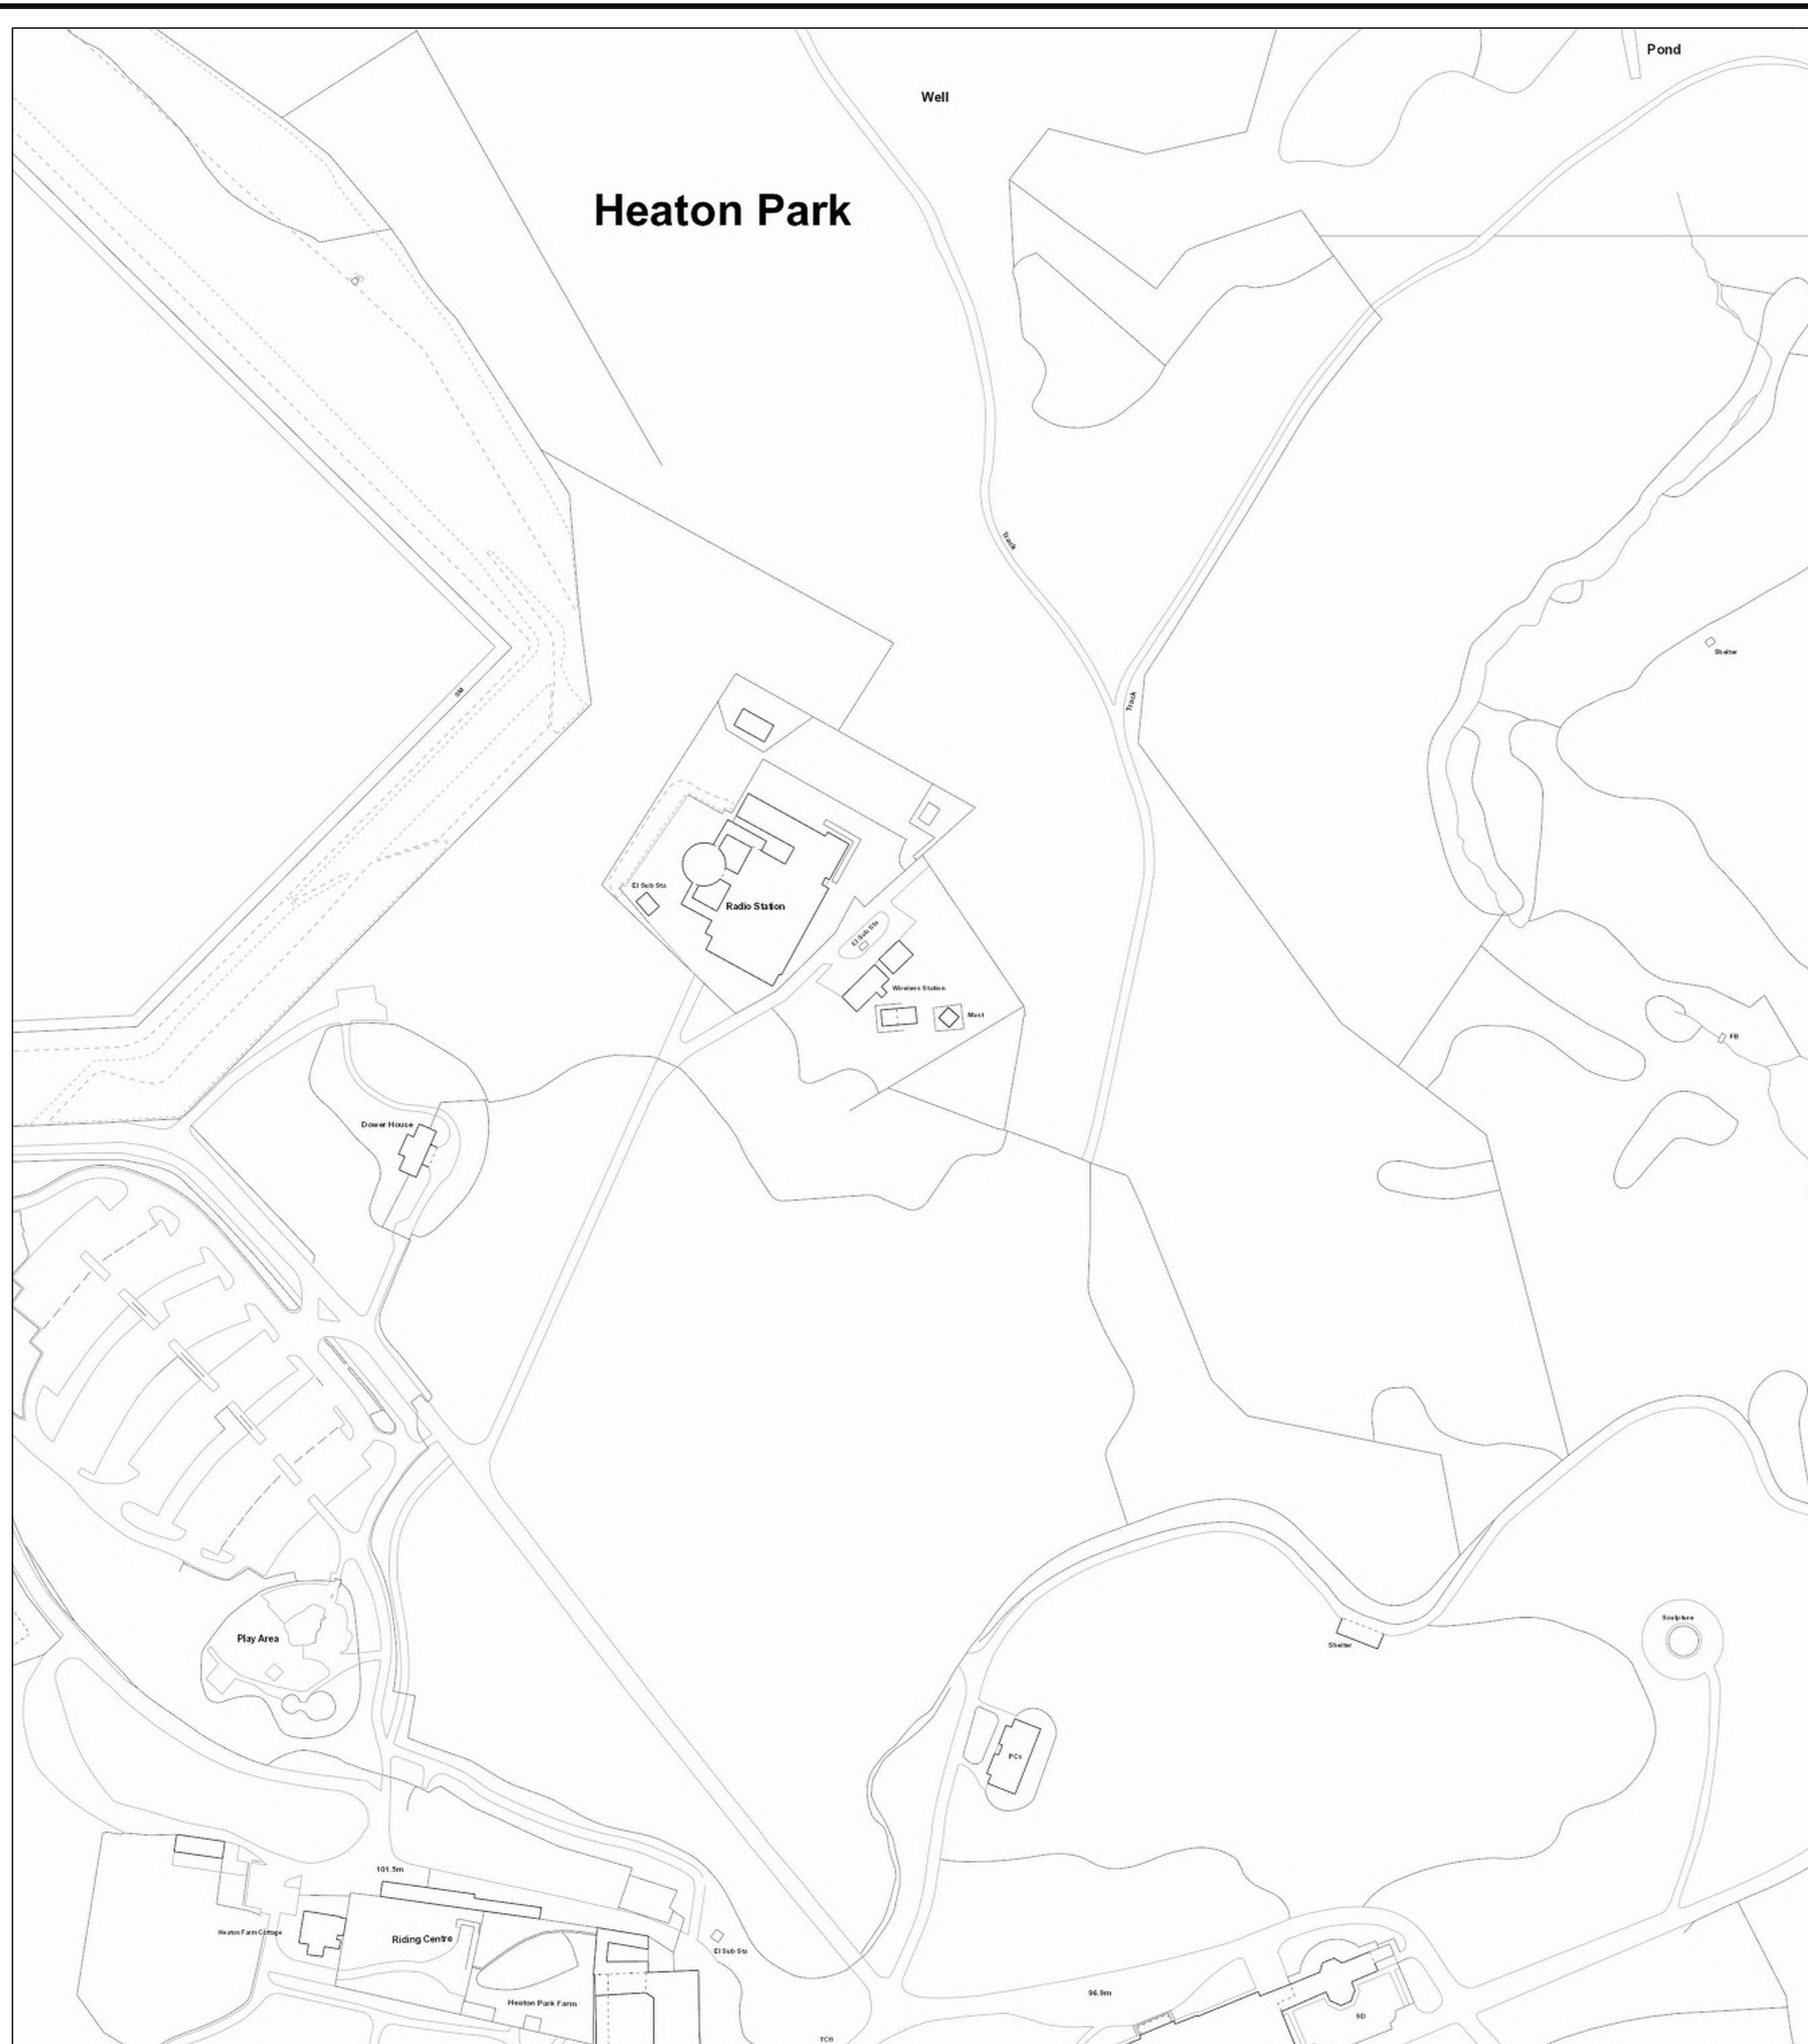 Pond
Well
Heaton Park
Track
Shelter
SM
Track
El Sub Sta
Radio Station
El Sub Sta
Wireless Station
Mast
FB
Dower House
Sculpture
Play Area
Shelter
PCs
101.5m
Heaton Farm Cottage
Riding Centre
El Sub Sta
96.9m
Heaton Park Farm
SD
TCB